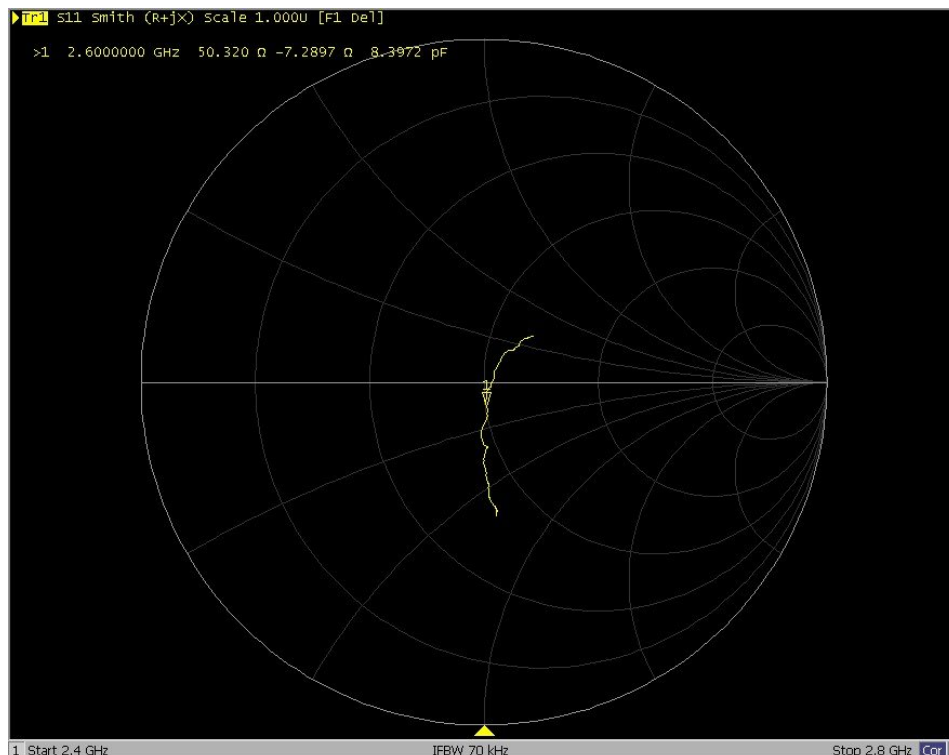 Tr1 S11 Smith (R+jX) Scale 1.000U [F1 Del]
>1 2.6000000 GHz 50.320 Ω -7.2897 Ω 8.3972 pF
1
1 Start 2.4 GHz IFBW 70 kHz Stop 2.8 GHz Cor